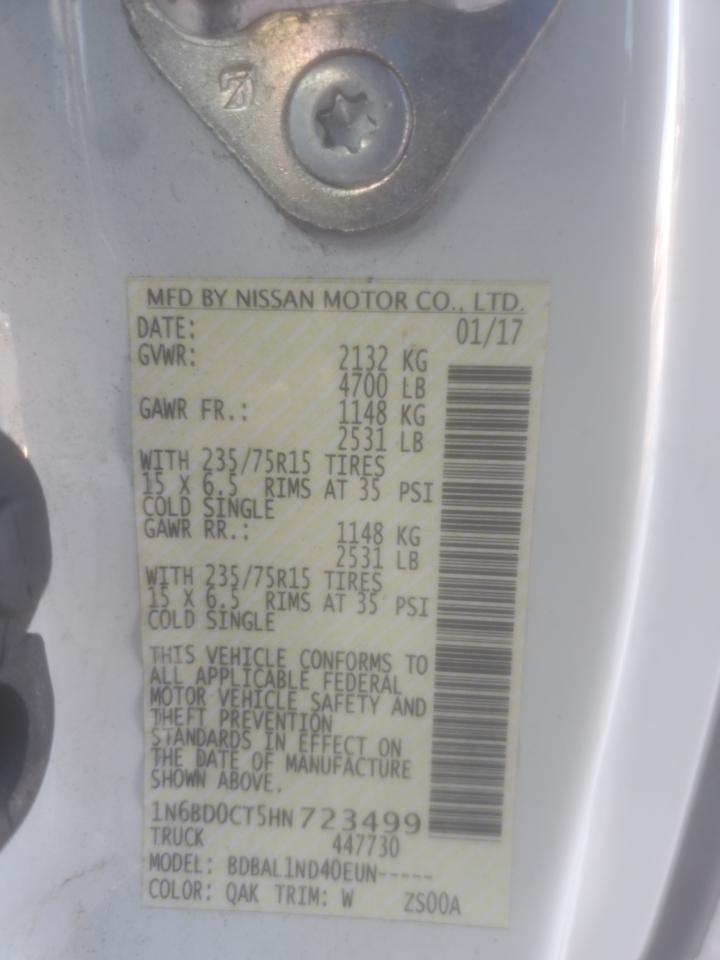 Z
MFD BY NISSAN MOTOR CO., LTD.
DATE: 01/17
GVWR: 2132 KG
4700 LB
GAWR FR.: 1148 KG
2531 LB
WITH 235/75R15 TIRES
15 X 6.5 RIMS AT 35 PSI
COLD SINGLE
GAWR RR.: 1148 KG
2531 LB
WITH 235/75R15 TIRES
15 X 6.5 RIMS AT 35 PSI
COLD SINGLE
THIS VEHICLE CONFORMS TO
ALL APPLICABLE FEDERAL
MOTOR VEHICLE SAFETY AND
THEFT PREVENTION
STANDARDS IN EFFECT ON
THE DATE OF MANUFACTURE
SHOWN ABOVE.
1N6BD0CT5HN723499
TRUCK 447730
MODEL: BDBAL1ND40EUN-----
COLOR: QAK TRIM: W ZS00A